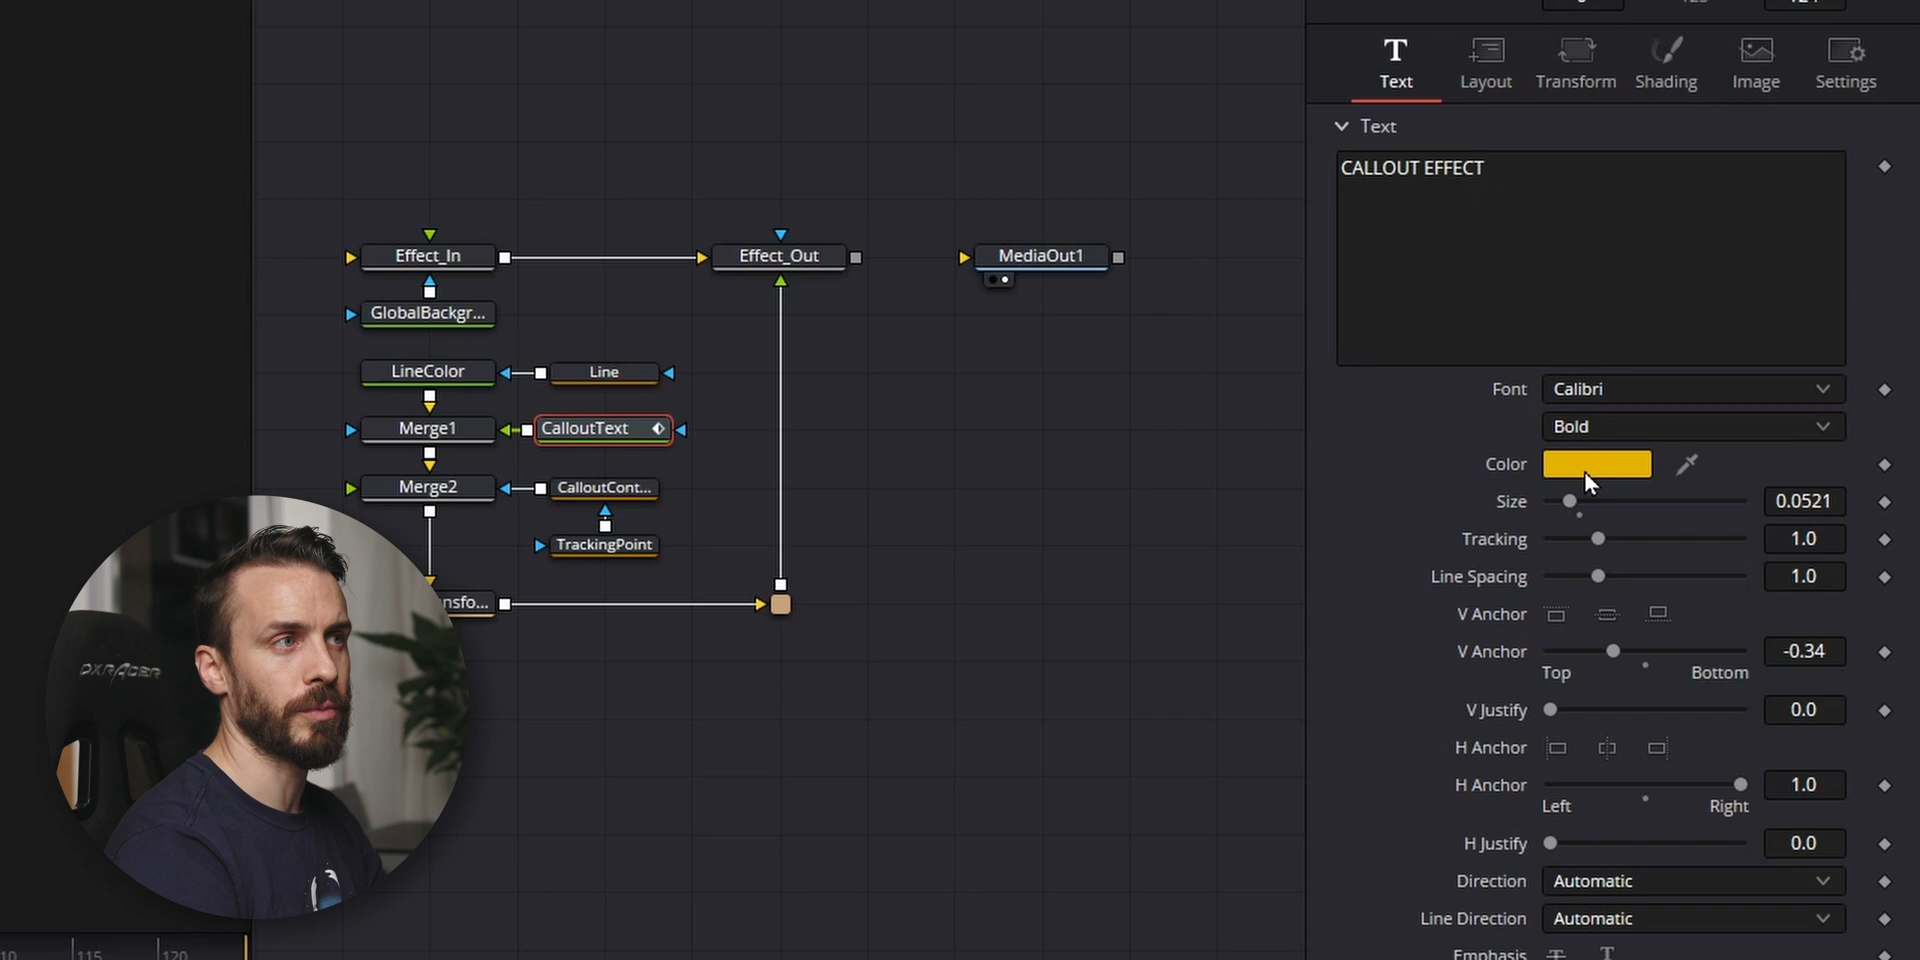 Text
Layout
Transform
Shading
Image
Settings
Text
CALLOUT EFFECT
Effect_In
Effect_Out
MediaOut1
GlobalBackgr...
LineColor
Line
Merge1
CalloutText
Merge2
CalloutCont...
TrackingPoint
nsfo...
Font
Calibri
Bold
Color
Size
0.0521
Tracking
1.0
Line Spacing
1.0
V Anchor
V Anchor
-0.34
Top
Bottom
V Justify
0.0
H Anchor
H Anchor
1.0
Left
Right
H Justify
0.0
Direction
Automatic
Line Direction
Automatic
Emphasis
DXRACER
115
120